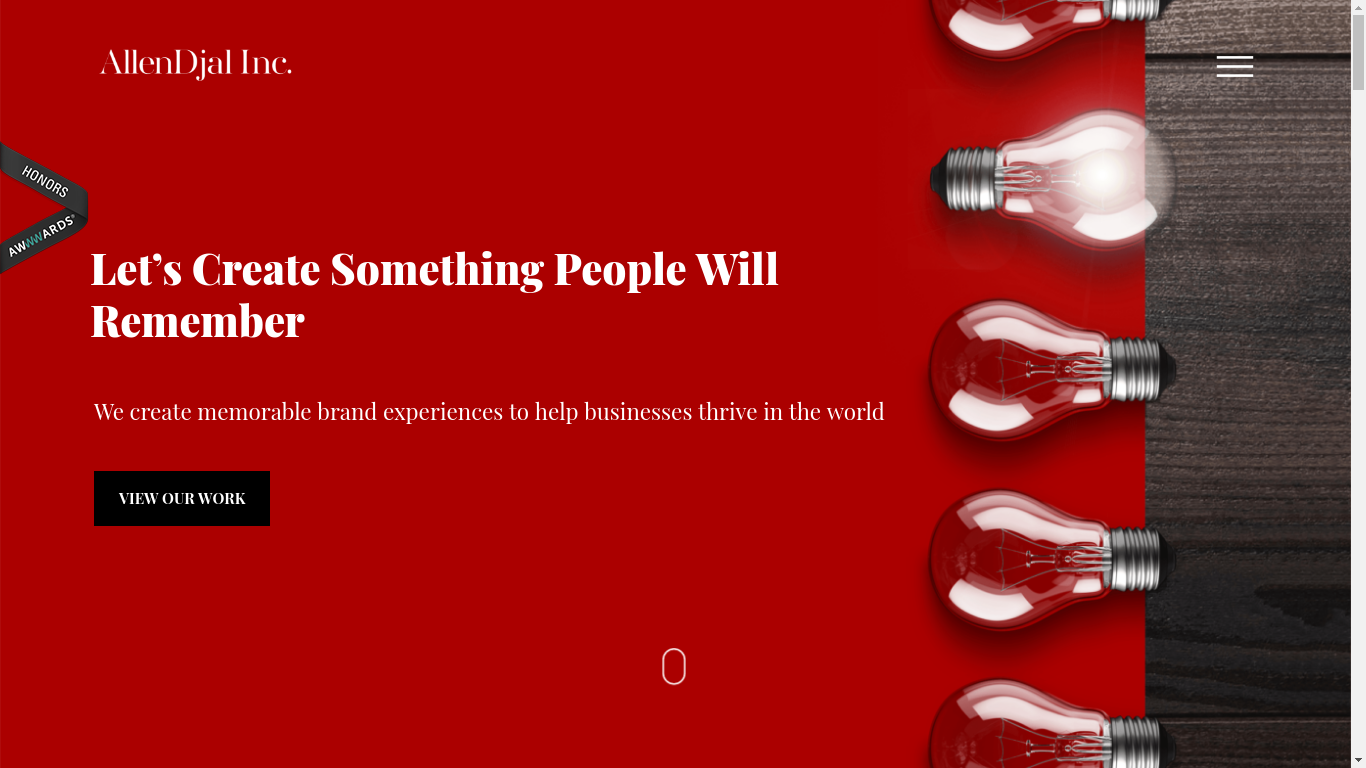 AllenDjal Inc.
HONORS
AWWWARDS®
Let’s Create Something People Will
Remember
We create memorable brand experiences to help businesses thrive in the world
VIEW OUR WORK